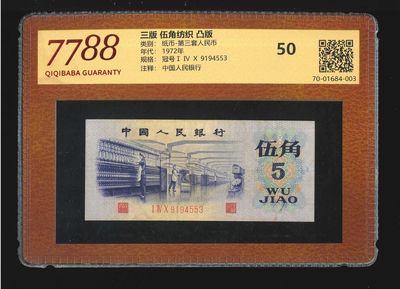 7788
QIQIBABA GUARANTY
三版 伍角纺织 凸版
类别: 纸币-第三套人民币
年代: 1972年
规格: 冠号 I IV X 9194553
注释: 中国人民银行
50
70-01684-003
中國人民銀行
伍角
5
WU
JIAO
I IV X 9194553